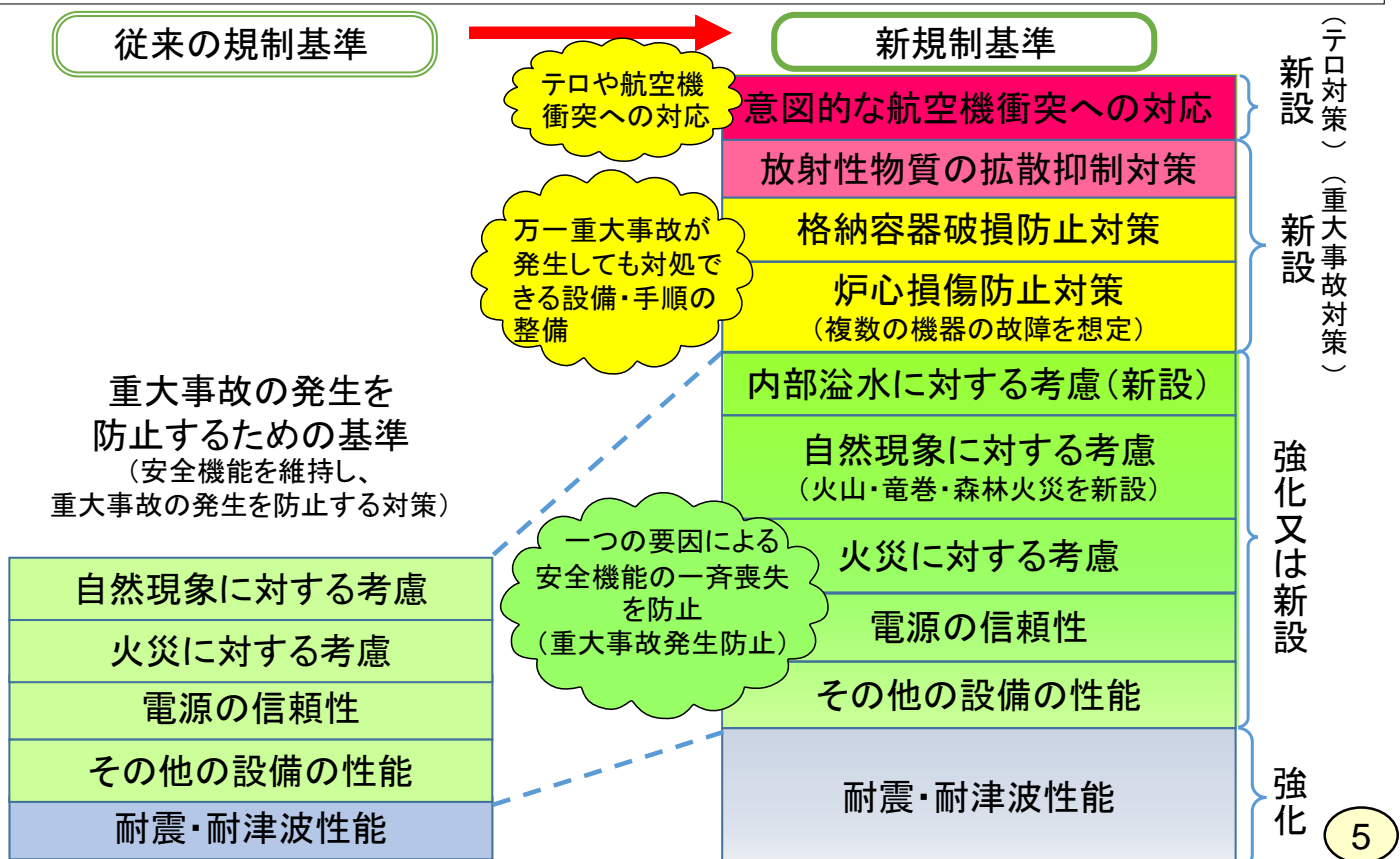 従来の規制基準
新規制基準
テロや航空機
衝突への対応
意図的な航空機衝突への対応
新設
（テロ対策）
放射性物質の拡散抑制対策
格納容器破損防止対策
炉心損傷防止対策
（複数の機器の故障を想定）
新設
（重大事故対策）
万一重大事故が
発生しても対処で
きる設備・手順の
整備
重大事故の発生を
防止するための基準
（安全機能を維持し、
重大事故の発生を防止する対策）
自然現象に対する考慮
火災に対する考慮
電源の信頼性
その他の設備の性能
耐震・耐津波性能
一つの要因による
安全機能の一斉喪失
を防止
（重大事故発生防止）
内部溢水に対する考慮（新設）
自然現象に対する考慮
（火山・竜巻・森林火災を新設）
火災に対する考慮
電源の信頼性
その他の設備の性能
強化又は新設
耐震・耐津波性能
強化
5